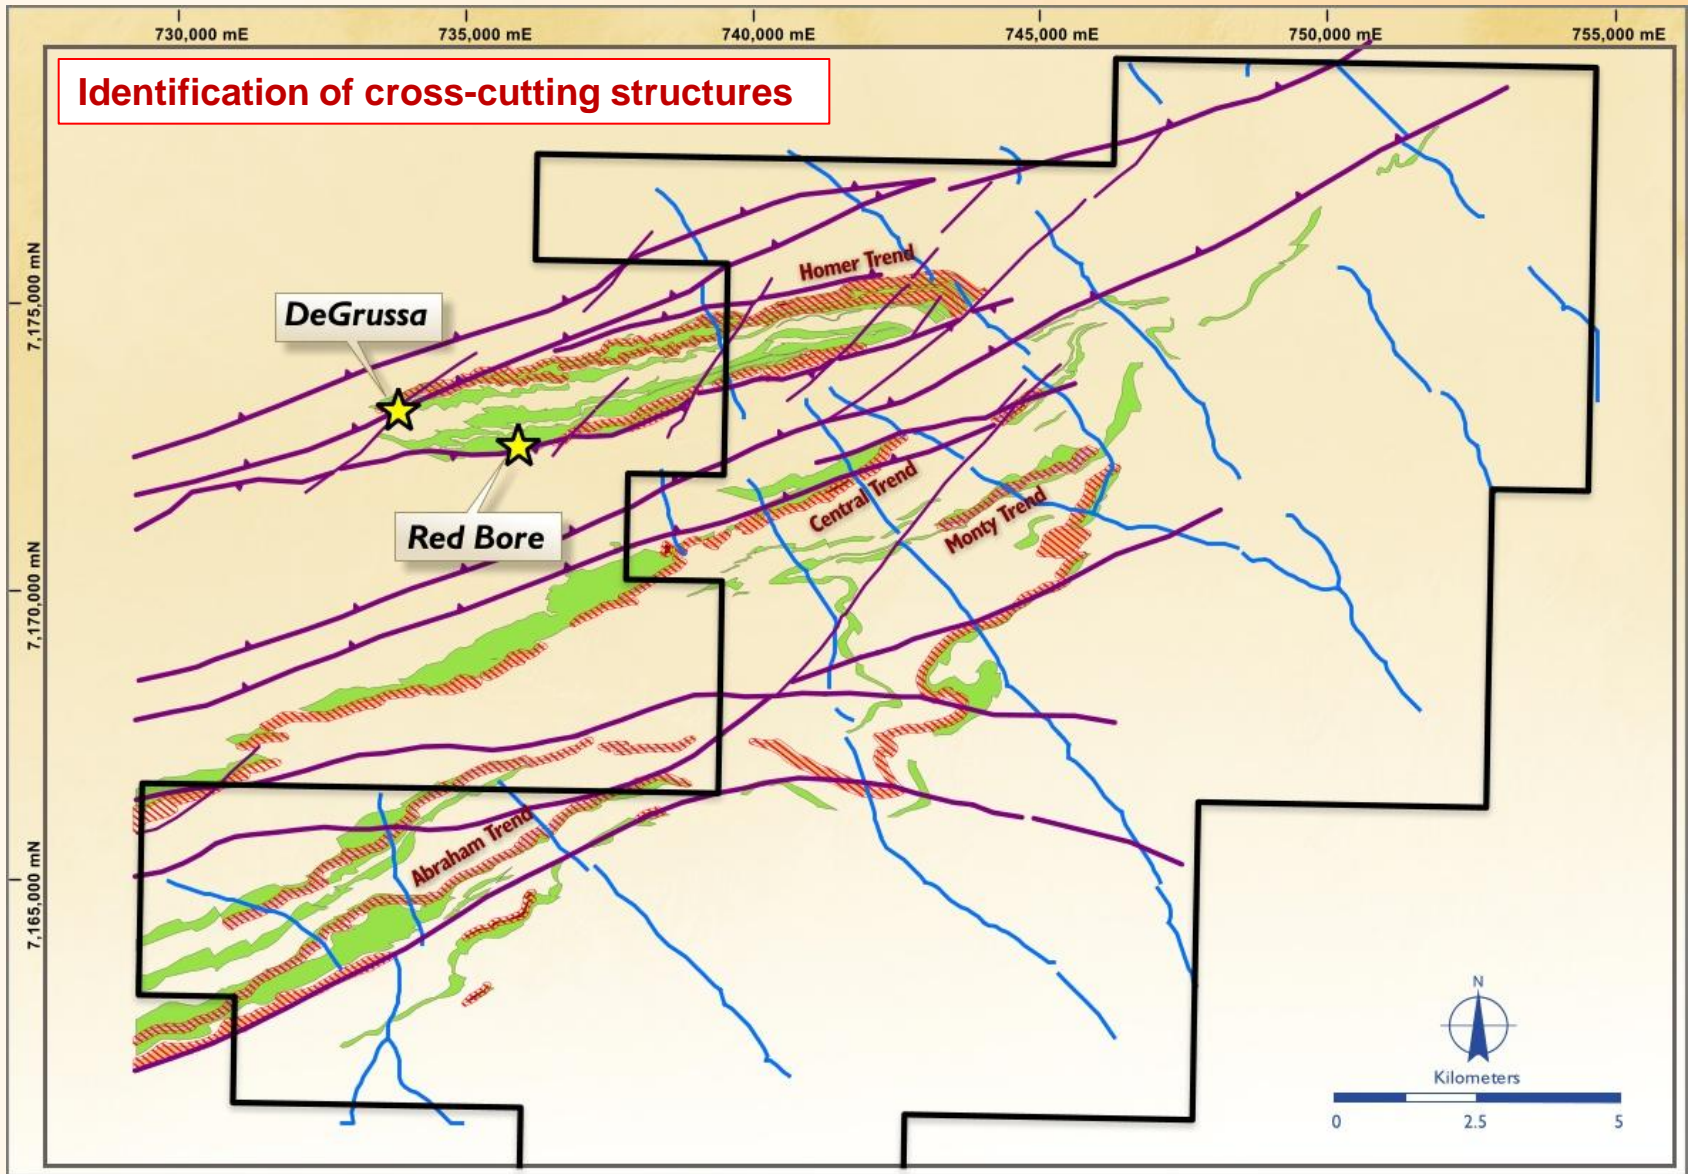 730,000 mE
735,000 mE
740,000 mE
745,000 mE
750,000 mE
755,000 mE
Identification of cross-cutting structures
7,175,000 mN
7,170,000 mN
7,165,000 mN
Homer Trend
DeGrussa
Red Bore
Central Trend
Monty Trend
Abraham Trend
N
Kilometers
0
2.5
5